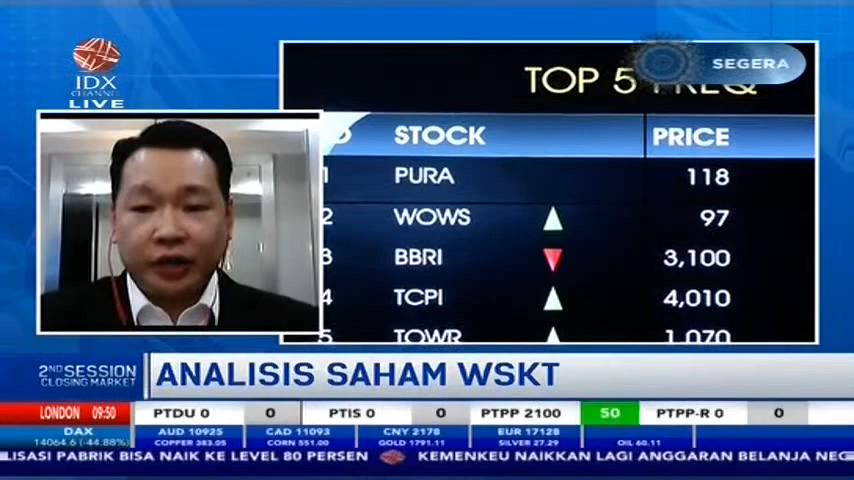 IDX
CHANNEL
LIVE
SEGERA
TOP 5 FREQ
STOCK PRICE
1 PURA 118
2 WOWS 97
3 BBRI 3,100
4 TCPI 4,010
5 TOWR 1,070
2ND SESSION
CLOSING MARKET
ANALISIS SAHAM WSKT
LONDON 09:50 PTDU 0 0 PTIS 0 0 PTPP 2100 50 PTPP-R 0 0
DAX AUD 10925 CAD 11093 CNY 2178 EUR 17128
14064.6 (-44.88%) COPPER 383.05 CORN 551.00 GOLD 1791.11 SILVER 27.29 OIL 60.11
LISASI PABRIK BISA NAIK KE LEVEL 80 PERSEN KEMENKEU NAIKKAN LAGI ANGGARAN BELANJA NEG